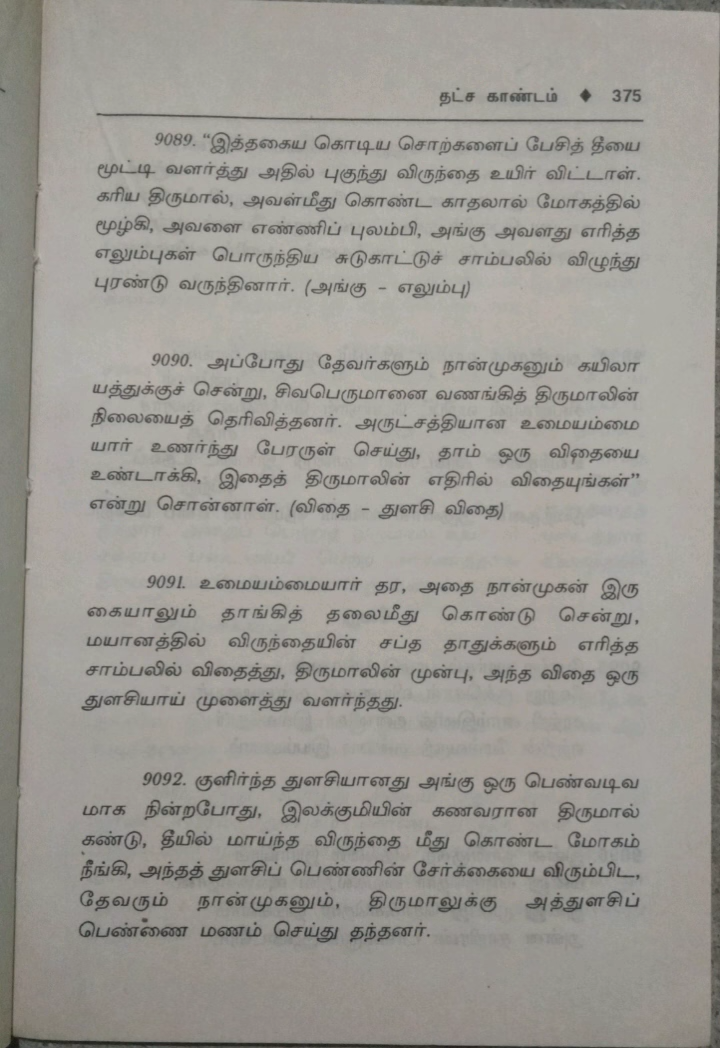 தட்ச காண்டம் ◆ 375
9089. “இத்தகைய கொடிய சொற்களைப் பேசித் தீயை
மூட்டி வளர்த்து அதில் புகுந்து விருந்தை உயிர் விட்டாள்.
கரிய திருமால், அவள்மீது கொண்ட காதலால் மோகத்தில்
மூழ்கி, அவளை எண்ணிப் புலம்பி, அங்கு அவளது எரித்த
எலும்புகள் பொருந்திய சுடுகாட்டுச் சாம்பலில் விழுந்து
புரண்டு வருந்தினார். (அங்கு – எலும்பு)
9090. அப்போது தேவர்களும் நான்முகனும் கயிலா
யத்துக்குச் சென்று, சிவபெருமானை வணங்கித் திருமாலின்
நிலையைத் தெரிவித்தனர். அருட்சத்தியான உமையம்மை
யார் உணர்ந்து பேரருள் செய்து, தாம் ஒரு விதையை
உண்டாக்கி, இதைத் திருமாலின் எதிரில் விதையுங்கள்”
என்று சொன்னாள். (விதை – துளசி விதை)
9091. உமையம்மையார் தர, அதை நான்முகன் இரு
கையாலும் தாங்கித் தலைமீது கொண்டு சென்று,
மயானத்தில் விருந்தையின் சப்த தாதுக்களும் எரித்த
சாம்பலில் விதைத்து, திருமாலின் முன்பு, அந்த விதை ஒரு
துளசியாய் முளைத்து வளர்ந்தது.
9092. குளிர்ந்த துளசியானது அங்கு ஒரு பெண்வடிவ
மாக நின்றபோது, இலக்குமியின் கணவரான திருமால்
கண்டு, தீயில் மாய்ந்த விருந்தை மீது கொண்ட மோகம்
நீங்கி, அந்தத் துளசிப் பெண்ணின் சேர்க்கையை விரும்பிட,
தேவரும் நான்முகனும், திருமாலுக்கு அத்துளசிப்
பெண்ணை மணம் செய்து தந்தனர்.